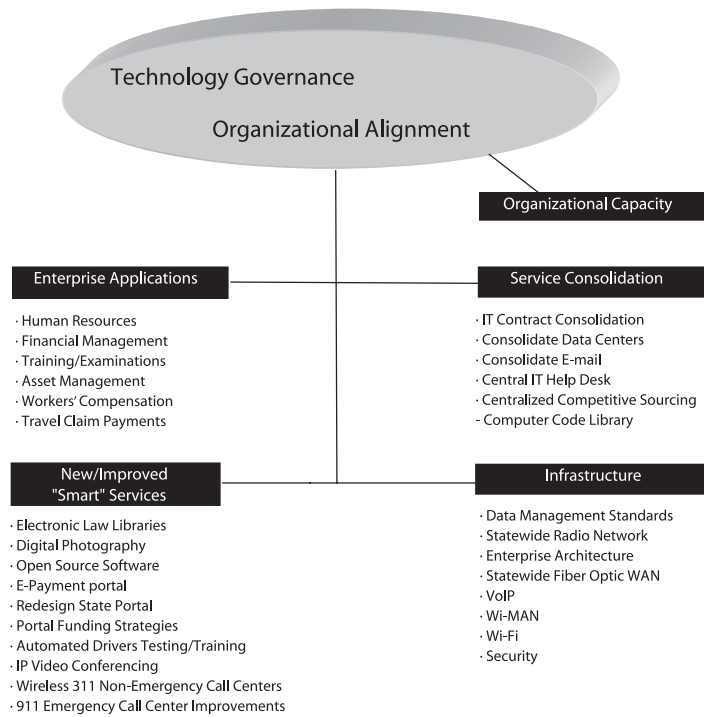 Technology Governance
Organizational Alignment
Organizational Capacity
Enterprise Applications
· Human Resources
· Financial Management
· Training/Examinations
· Asset Management
· Workers' Compensation
· Travel Claim Payments
Service Consolidation
· IT Contract Consolidation
· Consolidate Data Centers
· Consolidate E-mail
· Central IT Help Desk
· Centralized Competitive Sourcing
- Computer Code Library
New/Improved
"Smart" Services
· Electronic Law Libraries
· Digital Photography
· Open Source Software
· E-Payment portal
· Redesign State Portal
· Portal Funding Strategies
· Automated Drivers Testing/Training
· IP Video Conferencing
· Wireless 311 Non-Emergency Call Centers
· 911 Emergency Call Center Improvements
Infrastructure
· Data Management Standards
· Statewide Radio Network
· Enterprise Architecture
· Statewide Fiber Optic WAN
· VoIP
· Wi-MAN
· Wi-Fi
· Security